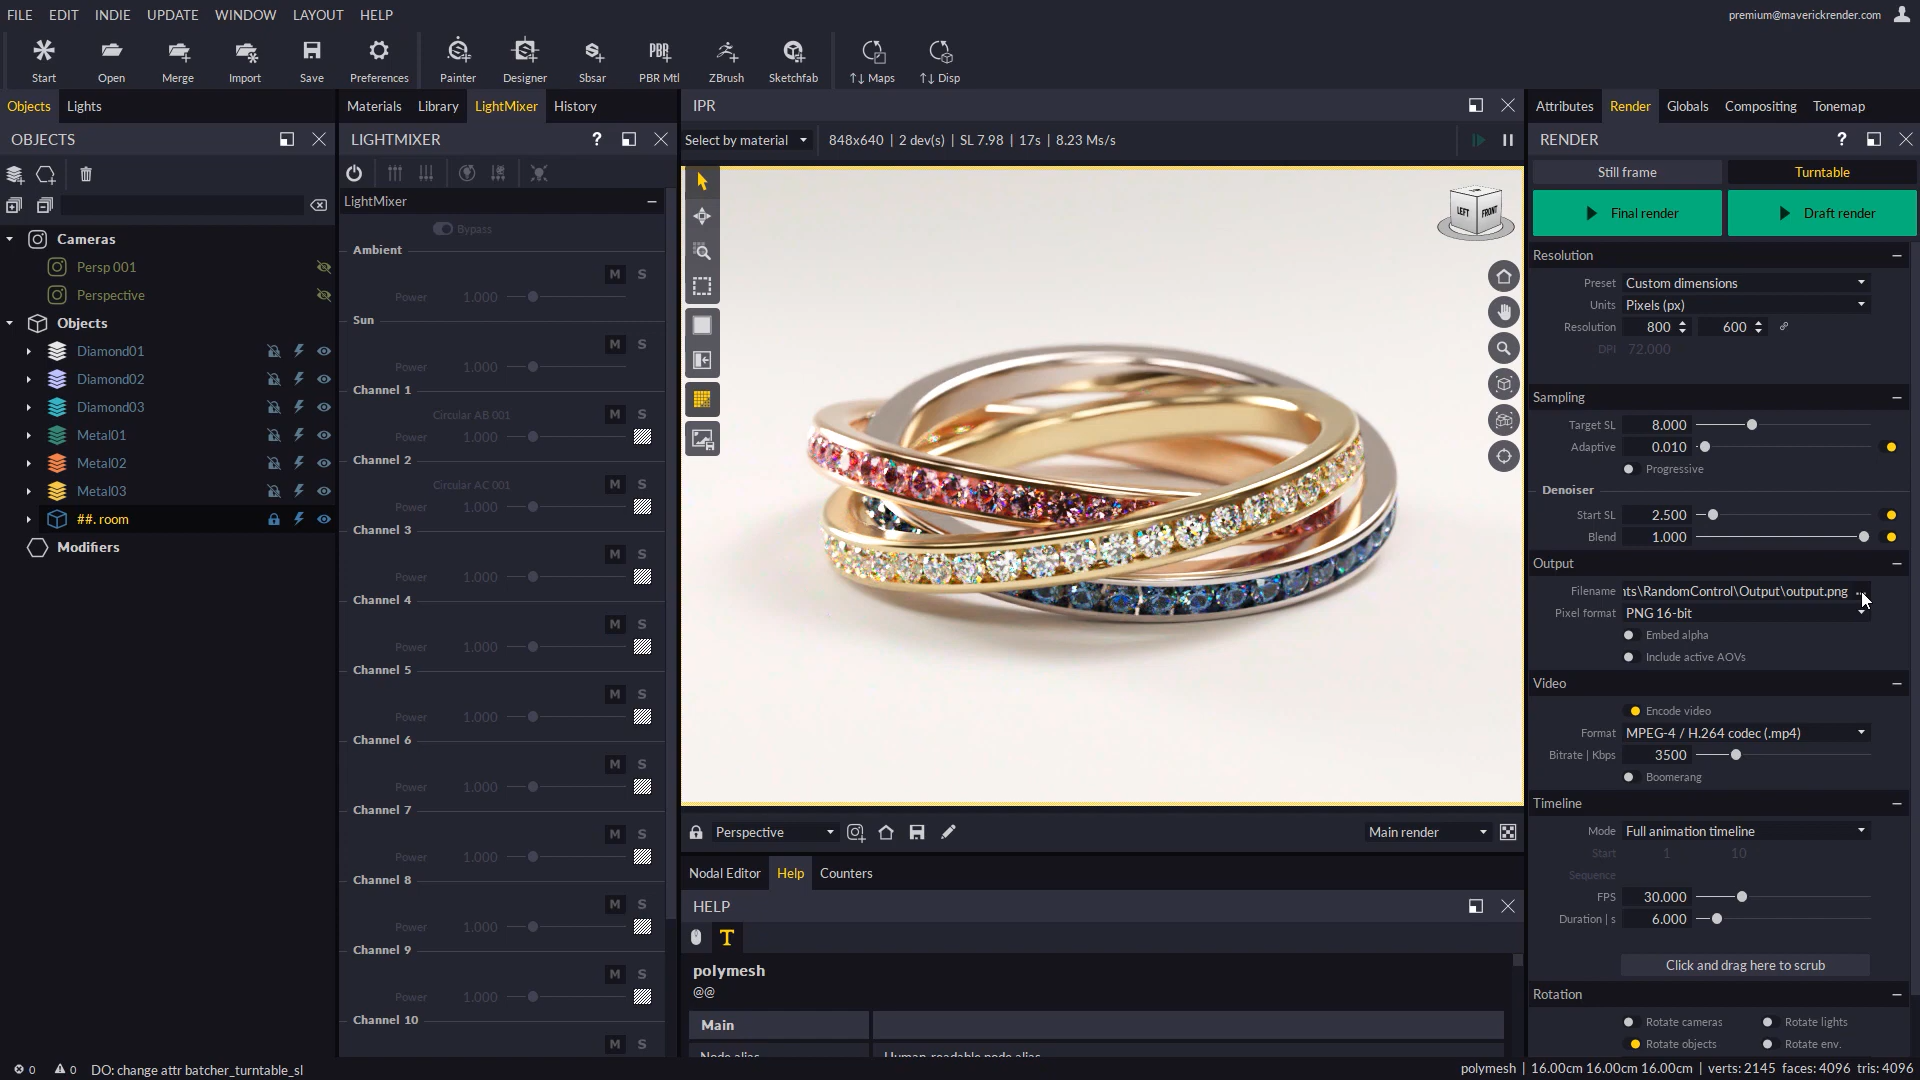 FILE EDIT INDIE UPDATE WINDOW LAYOUT HELP
premium@maverickrender.com
Start Open Merge Import Save Preferences Painter Designer Sbsar PBR Mtl ZBrush Sketchfab ↑↓ Maps ↑↓ Disp
Objects Lights
OBJECTS
Cameras
Persp 001
Perspective
Objects
Diamond01
Diamond02
Diamond03
Metal01
Metal02
Metal03
##. room
Modifiers
Materials Library LightMixer History
LIGHTMIXER ?
LightMixer
Bypass
Ambient
M S
Power 1.000
Sun
M S
Power 1.000
Channel 1
Circular AB 001 M S
Power 1.000
Channel 2
Circular AC 001 M S
Power 1.000
Channel 3
M S
Power 1.000
Channel 4
M S
Power 1.000
Channel 5
M S
Power 1.000
Channel 6
M S
Power 1.000
Channel 7
M S
Power 1.000
Channel 8
M S
Power 1.000
Channel 9
M S
Power 1.000
Channel 10
M S
IPR
Select by material 848x640 | 2 dev(s) | SL 7.98 | 17s | 8.23 Ms/s
LEFT FRONT
Perspective Main render
Nodal Editor Help Counters
HELP
T
polymesh
@@
Main
Node alias Human-readable node alias
Attributes Render Globals Compositing Tonemap
RENDER ?
Still frame Turntable
Final render Draft render
Resolution
Preset Custom dimensions
Units Pixels (px)
Resolution 800 600
DPI 72.000
Sampling
Target SL 8.000
Adaptive 0.010
Progressive
Denoiser
Start SL 2.500
Blend 1.000
Output
Filename nts\RandomControl\Output\output.png ...
Pixel format PNG 16-bit
Embed alpha
Include active AOVs
Video
Encode video
Format MPEG-4 / H.264 codec (.mp4)
Bitrate | Kbps 3500
Boomerang
Timeline
Mode Full animation timeline
Start 1 10
Sequence
FPS 30.000
Duration | s 6.000
Click and drag here to scrub
Rotation
Rotate cameras Rotate lights
Rotate objects Rotate env.
0 0 DO: change attr batcher_turntable_sl
polymesh | 16.00cm 16.00cm 16.00cm | verts: 2145 faces: 4096 tris: 4096